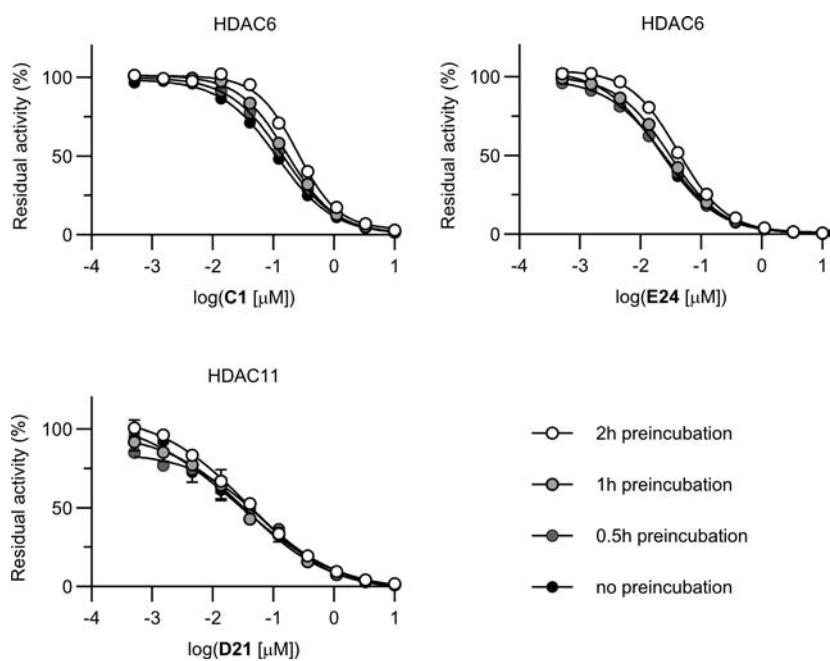 HDAC6
Residual activity (%)
100
50
0
-4 -3 -2 -1 0 1
log(C1 [μM])
HDAC6
Residual activity (%)
100
50
0
-4 -3 -2 -1 0 1
log(E24 [μM])
HDAC11
Residual activity (%)
100
50
0
-4 -3 -2 -1 0 1
log(D21 [μM])
2h preincubation
1h preincubation
0.5h preincubation
no preincubation